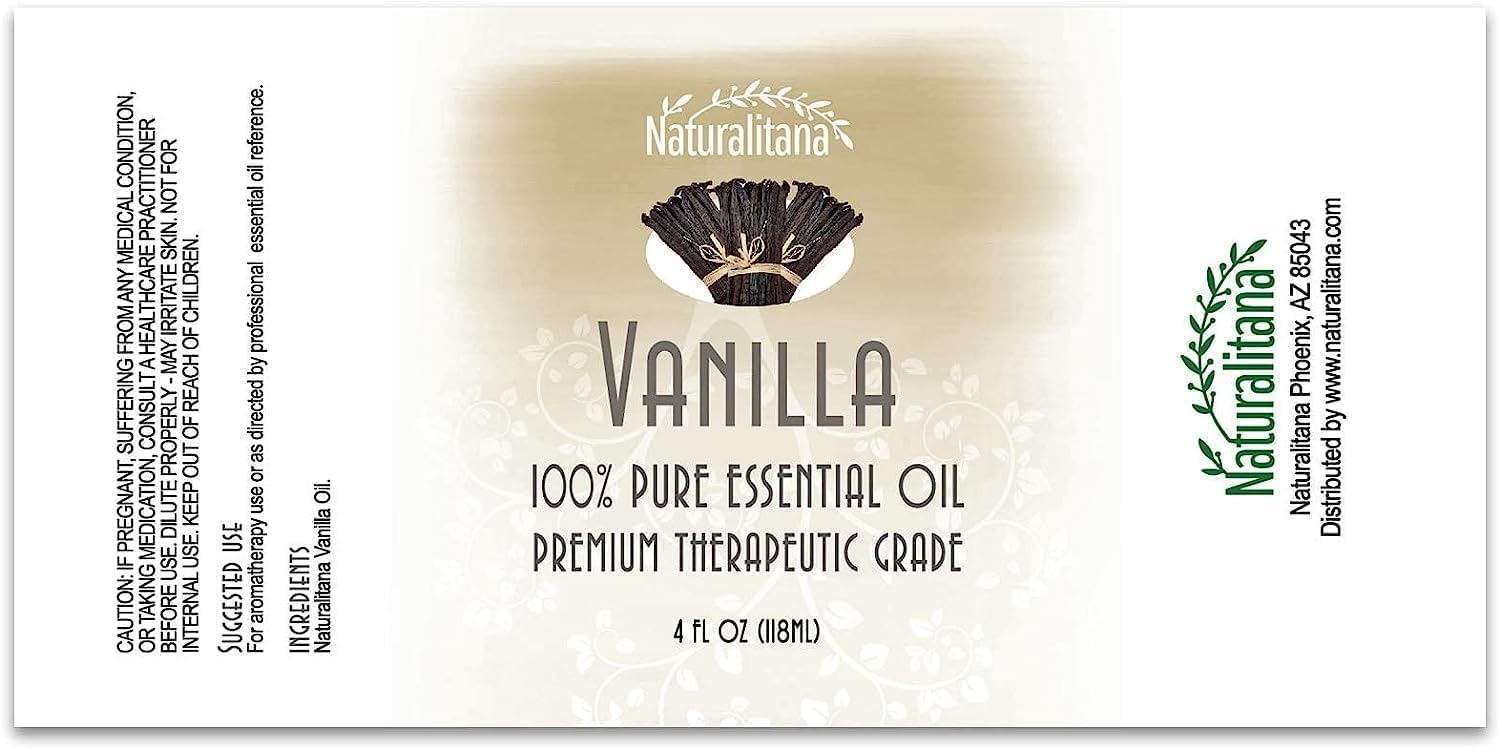 CAUTION: IF PREGNANT, SUFFERING FROM ANY MEDICAL CONDITION,
OR TAKING MEDICATION, CONSULT A HEALTHCARE PRACTITIONER
BEFORE USE. DILUTE PROPERLY - MAY IRRITATE SKIN. NOT FOR
INTERNAL USE. KEEP OUT OF REACH OF CHILDREN.
SUGGESTED USE
For aromatherapy use or as directed by professional essential oil reference.
INGREDIENTS
Naturalitana Vanilla Oil.
Naturalitana
VANILLA
100% PURE ESSENTIAL OIL
PREMIUM THERAPEUTIC GRADE
4 FL OZ (118ML)
Naturalitana
Naturalitana Phoenix, AZ 85043
Distributed by www.naturalitana.com